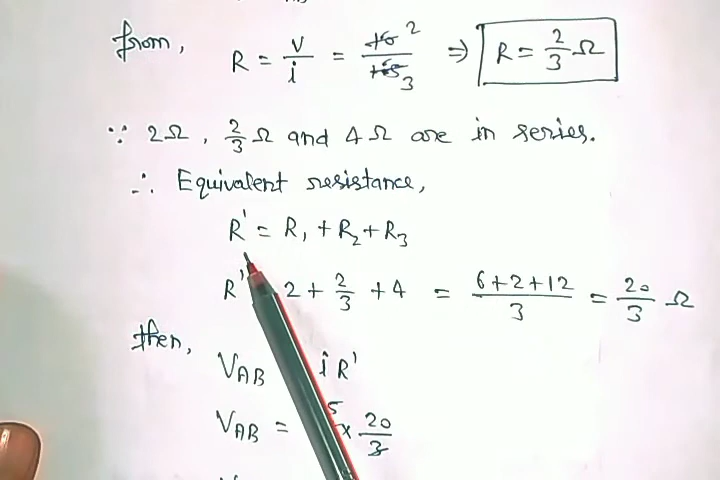 from, R = V/i = 10 2/15 3 ⇒ R = 2/3 Ω
∵ 2Ω, 2/3 Ω and 4Ω are in series.
∴ Equivalent resistance,
R' = R1 + R2 + R3
R' 2 + 2/3 + 4 = 6+2+12/3 = 20/3 Ω
then,
VAB i R'
VAB = 5 × 20/3